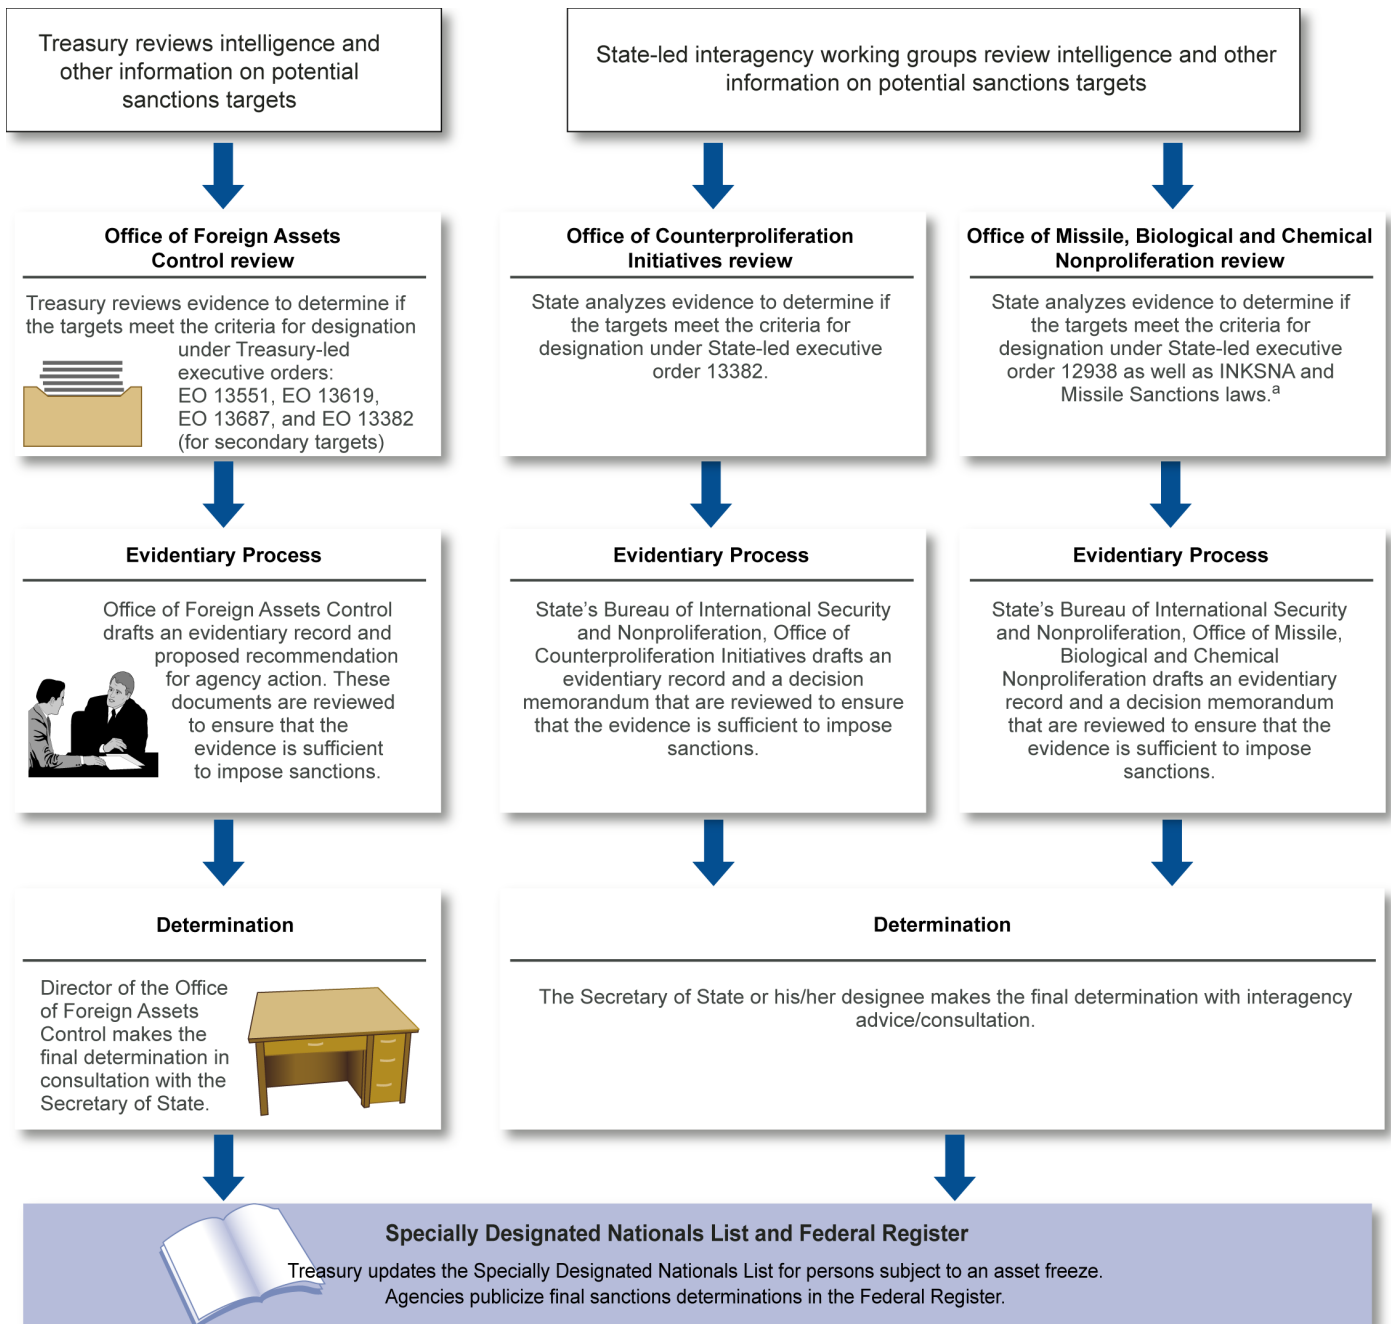 Treasury reviews intelligence and
other information on potential
sanctions targets
State-led interagency working groups review intelligence and other
information on potential sanctions targets
Office of Foreign Assets
Control review
Treasury reviews evidence to determine if
the targets meet the criteria for designation
under Treasury-led
executive orders:
EO 13551, EO 13619,
EO 13687, and EO 13382
(for secondary targets)
Office of Counterproliferation
Initiatives review
State analyzes evidence to determine if
the targets meet the criteria for
designation under State-led executive
order 13382.
Office of Missile, Biological and Chemical
Nonproliferation review
State analyzes evidence to determine if
the targets meet the criteria for
designation under State-led executive
order 12938 as well as INKSNA and
Missile Sanctions laws.a
Evidentiary Process
Office of Foreign Assets Control
drafts an evidentiary record and
proposed recommendation
for agency action. These
documents are reviewed
to ensure that the
evidence is sufficient
to impose sanctions.
Evidentiary Process
State’s Bureau of International Security
and Nonproliferation, Office of
Counterproliferation Initiatives drafts an
evidentiary record and a decision
memorandum that are reviewed to ensure
that the evidence is sufficient to impose
sanctions.
Evidentiary Process
State’s Bureau of International Security
and Nonproliferation, Office of Missile,
Biological and Chemical
Nonproliferation drafts an evidentiary
record and a decision memorandum
that are reviewed to ensure that the
evidence is sufficient to impose
sanctions.
Determination
Director of the Office
of Foreign Assets
Control makes the
final determination in
consultation with the
Secretary of State.
Determination
The Secretary of State or his/her designee makes the final determination with interagency
advice/consultation.
Specially Designated Nationals List and Federal Register
Treasury updates the Specially Designated Nationals List for persons subject to an asset freeze.
Agencies publicize final sanctions determinations in the Federal Register.